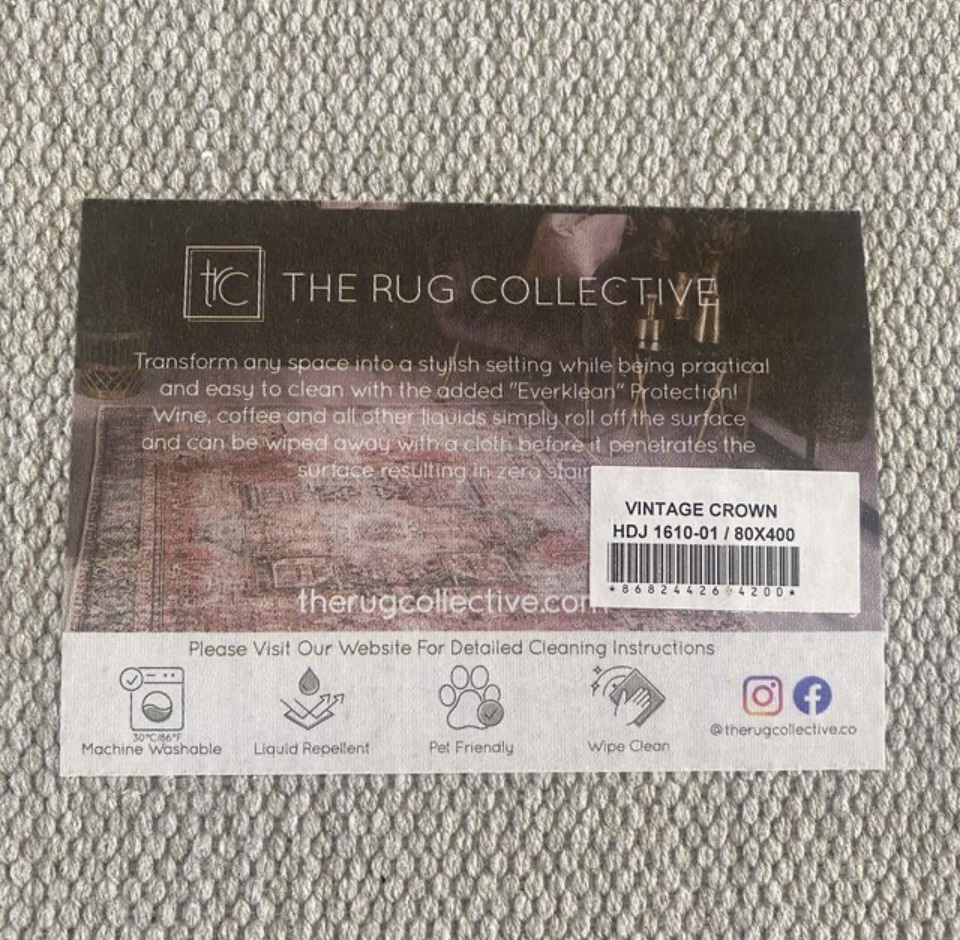 trc THE RUG COLLECTIVE
Transform any space into a stylish setting while being practical
and easy to clean with the added "Everklean" Protection!
Wine, coffee and all other liquids simply roll off the surface
and can be wiped away with a cloth before it penetrates the
surface resulting in zero
VINTAGE CROWN
HDJ 1610-01 / 80X400
therugcollective.com
Please Visit Our Website For Detailed Cleaning Instructions
30°C/86°F
Machine Washable
Liquid Repellent
Pet Friendly
Wipe Clean
@therugcollective.co